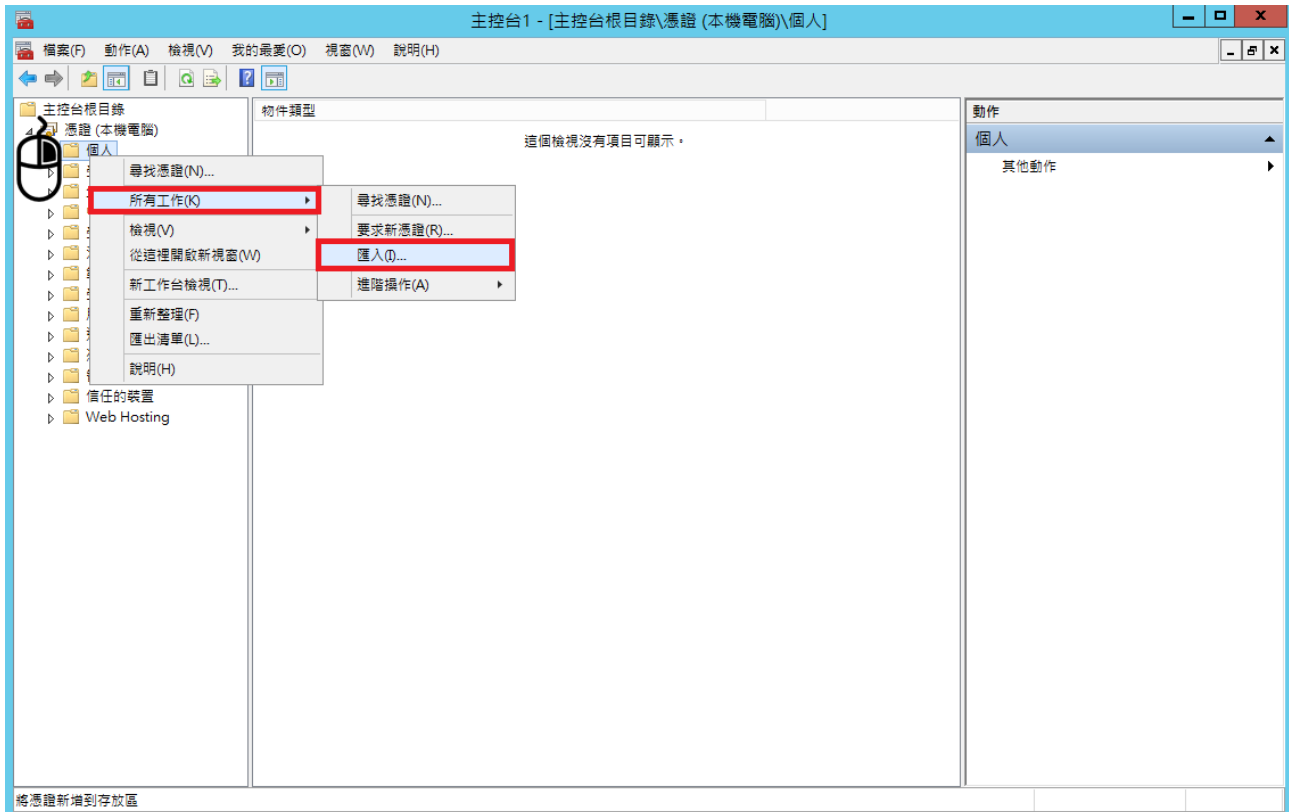 主控台1 - [主控台根目錄\憑證 (本機電腦)\個人]
檔案(F) 動作(A) 檢視(V) 我的最愛(O) 視窗(W) 說明(H)
主控台根目錄
憑證 (本機電腦)
個人
尋找憑證(N)...
所有工作(K)
檢視(V)
從這裡開啟新視窗(W)
新工作台檢視(T)...
重新整理(F)
匯出清單(L)...
說明(H)
信任的裝置
Web Hosting
尋找憑證(N)...
要求新憑證(R)...
匯入(I)...
進階操作(A)
物件類型
這個檢視沒有項目可顯示。
動作
個人
其他動作
將憑證新增到存放區